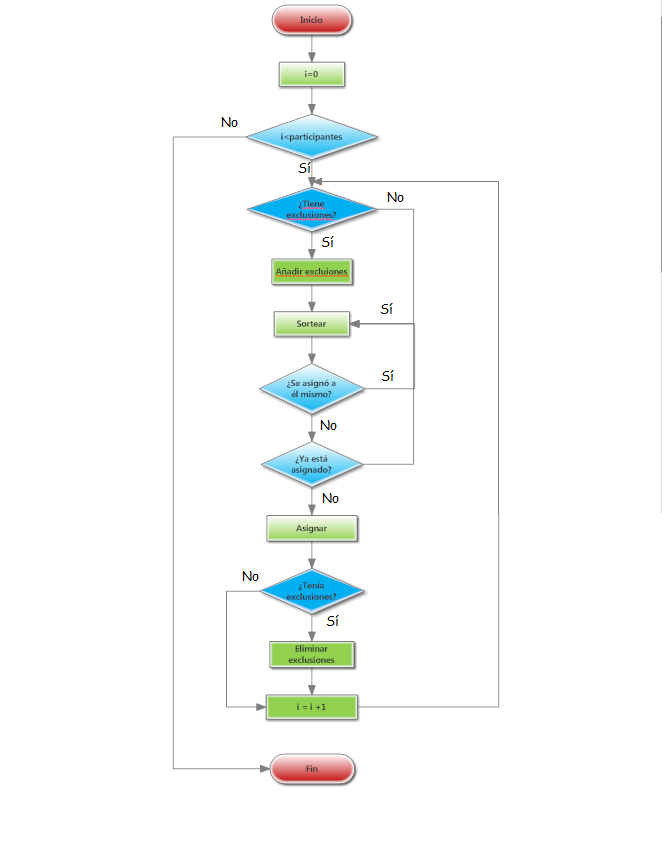 Inicio
i=0
No
i<participantes
Sí
No
¿Tiene
exclusiones?
Sí
Añadir excluiones
Sí
Sortear
¿Se asignó a
él mismo?
Sí
No
¿Ya está
asignado?
No
Asignar
No
¿Tenía
exclusiones?
Sí
Eliminar
exclusiones
i = i +1
Fin